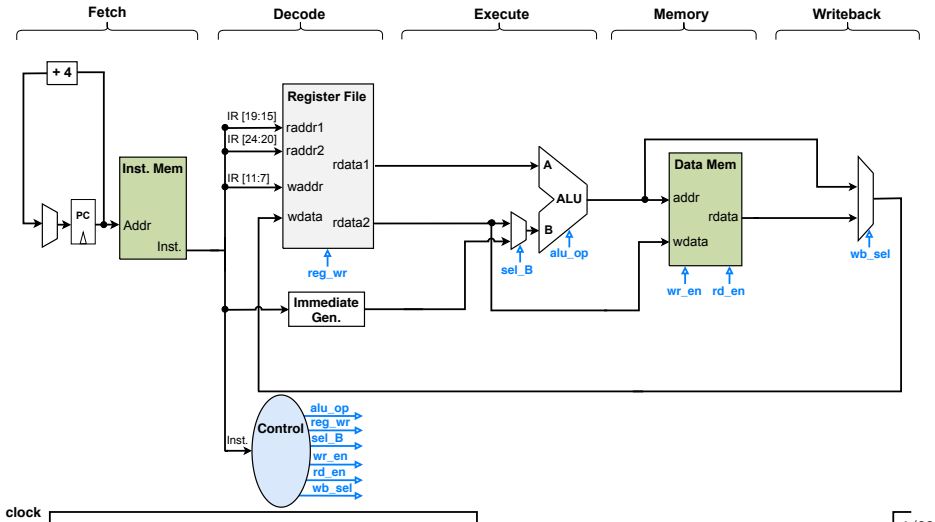 Fetch
Decode
Execute
Memory
Writeback
+ 4
Register File
IR [19:15]
raddr1
IR [24:20]
raddr2
rdata1
IR [11:7]
waddr
wdata
rdata2
reg_wr
Inst. Mem
PC
Addr
Inst.
A
ALU
B
alu_op
sel_B
Data Mem
addr
rdata
wdata
wr_en
rd_en
wb_sel
Immediate
Gen.
Control
Inst.
alu_op
reg_wr
sel_B
wr_en
rd_en
wb_sel
clock